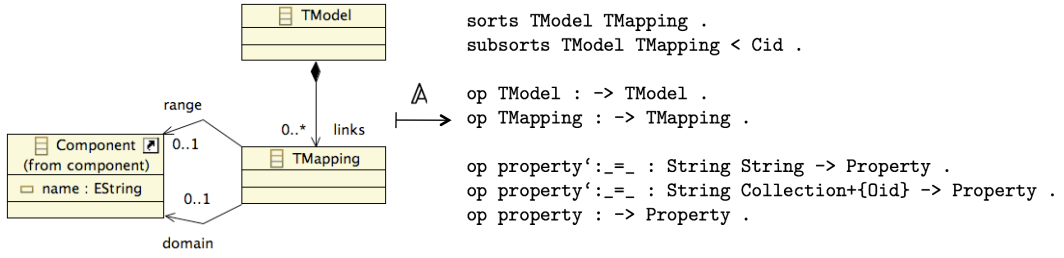 TModel
range
0..*
links
Component
(from component)
name : EString
0..1
TMapping
0..1
domain
𝔸
sorts TModel TMapping .
subsorts TModel TMapping < Cid .
op TModel : -> TModel .
op TMapping : -> TMapping .
op property‘:_=_ : String String -> Property .
op property‘:_=_ : String Collection+{Oid} -> Property .
op property : -> Property .